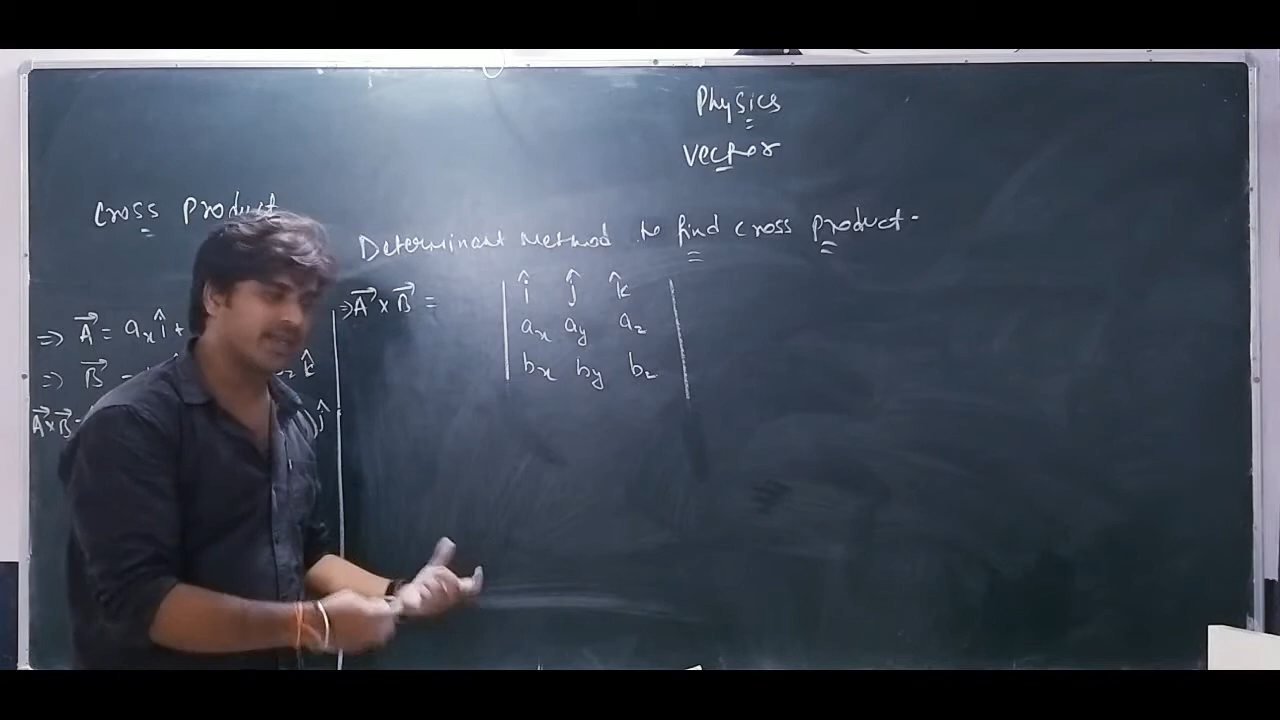 Physics
Vector
Cross Product
Determinant Method to find cross product-
⇒ A⃗ × B⃗ =
î ĵ k̂
aₓ a_y a_z
bₓ b_y b_z
⇒ A⃗ = aₓî +
⇒ B⃗ = k̂
A⃗×B⃗ = )ĵ